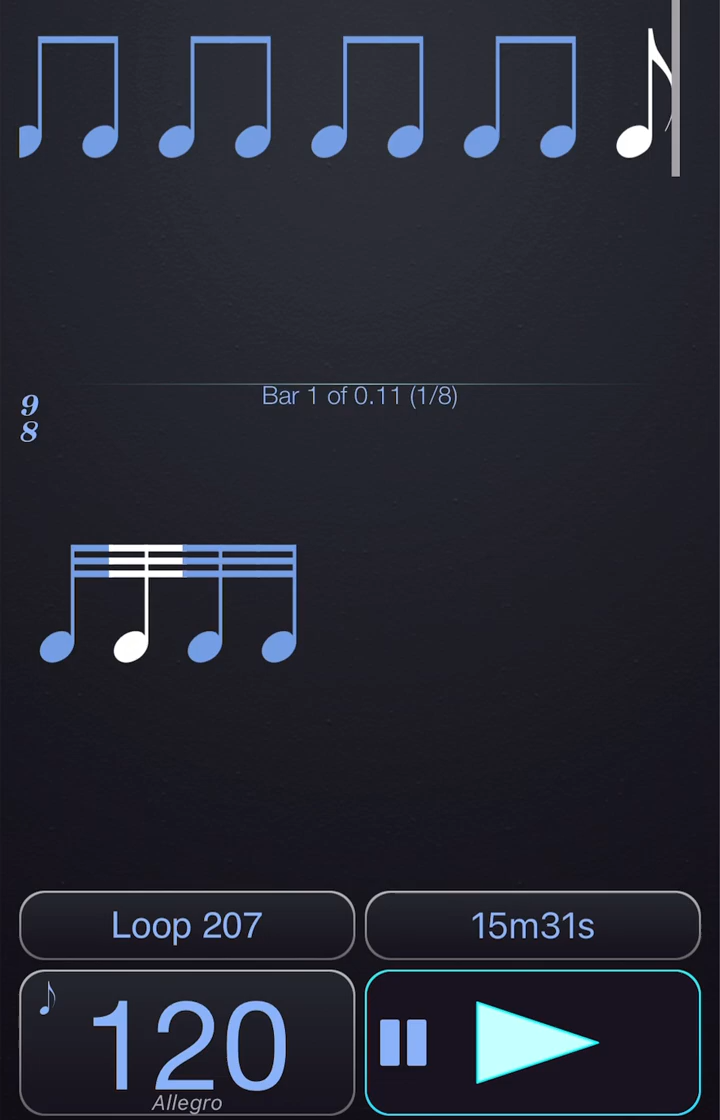 Bar 1 of 0.11 (1/8)
9
8
Loop 207
15m31s
120
Allegro